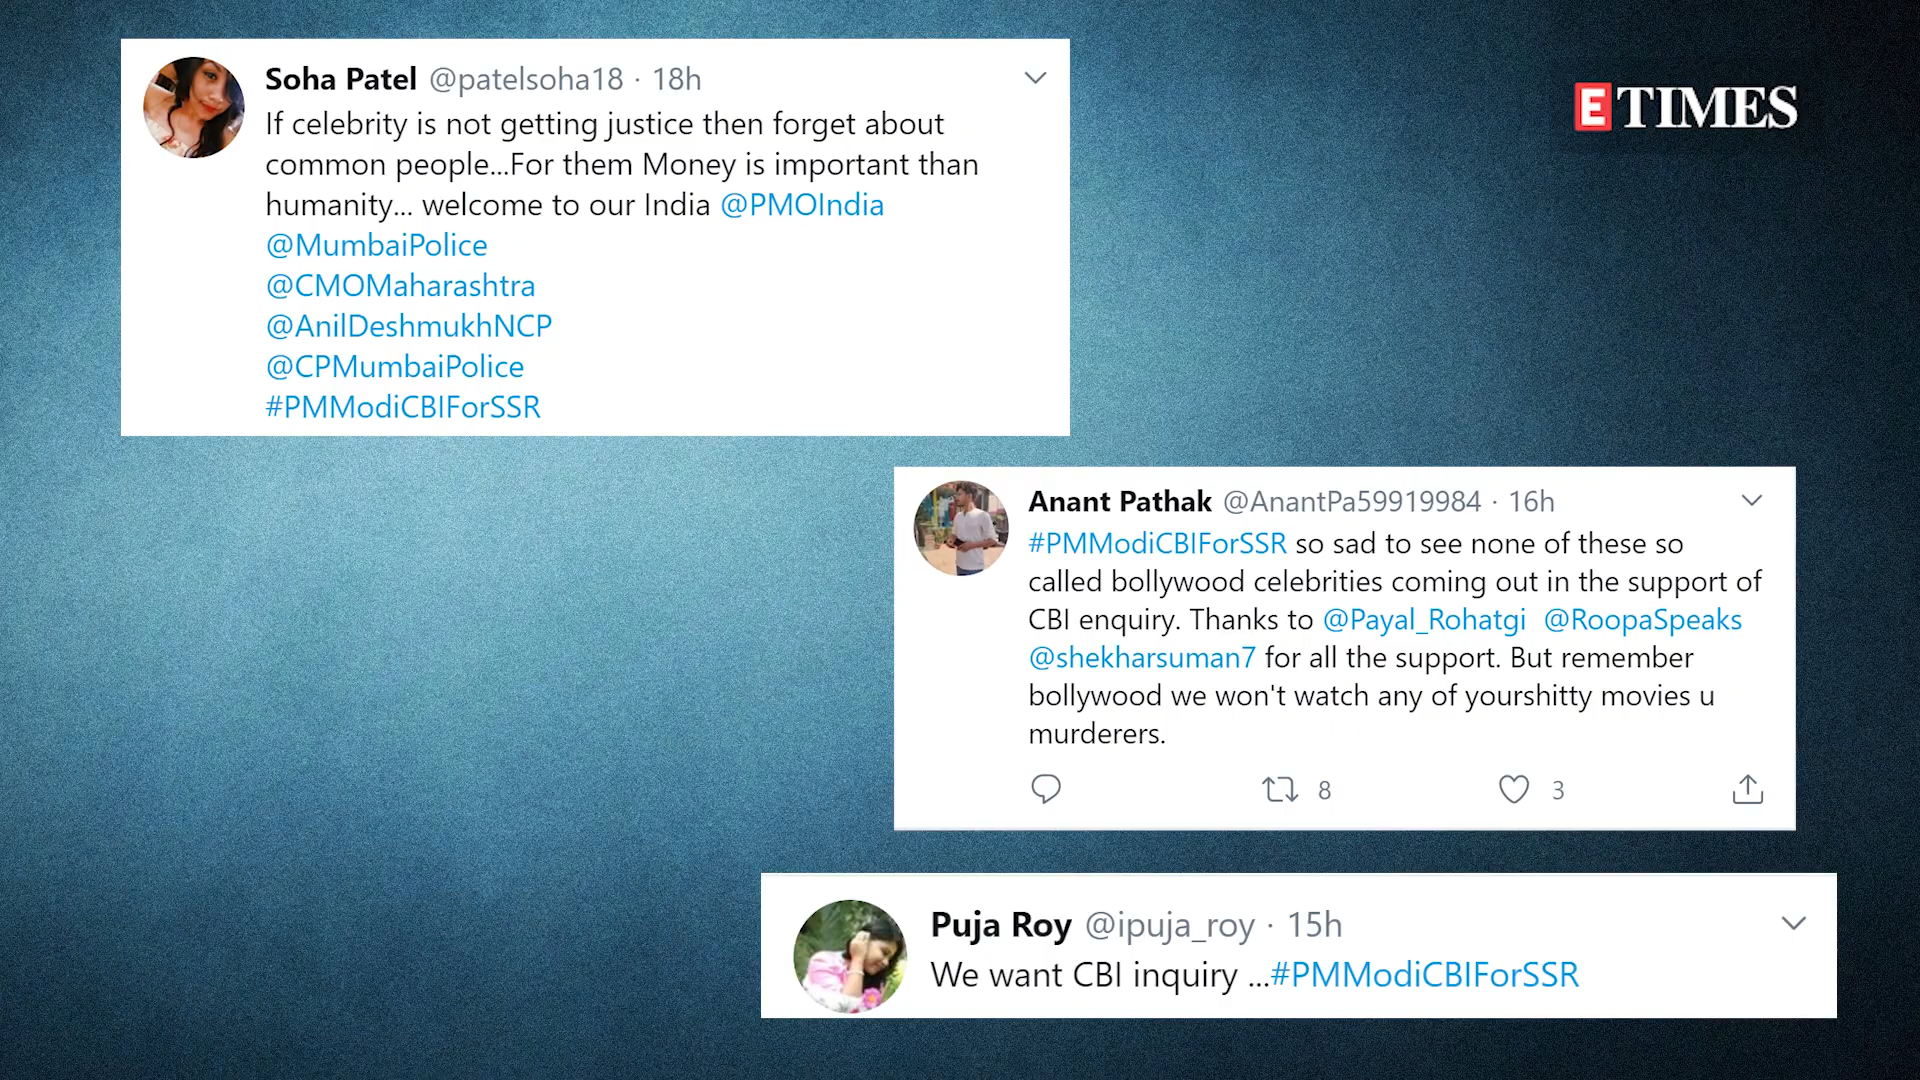 Soha Patel @patelsoha18 · 18h
If celebrity is not getting justice then forget about
common people...For them Money is important than
humanity... welcome to our India @PMOIndia
@MumbaiPolice
@CMOMaharashtra
@AnilDeshmukhNCP
@CPMumbaiPolice
#PMModiCBIForSSR
E TIMES
Anant Pathak @AnantPa59919984 · 16h
#PMModiCBIForSSR so sad to see none of these so
called bollywood celebrities coming out in the support of
CBI enquiry. Thanks to @Payal_Rohatgi @RoopaSpeaks
@shekharsuman7 for all the support. But remember
bollywood we won't watch any of yourshitty movies u
murderers.
8 3
Puja Roy @ipuja_roy · 15h
We want CBI inquiry ...#PMModiCBIForSSR